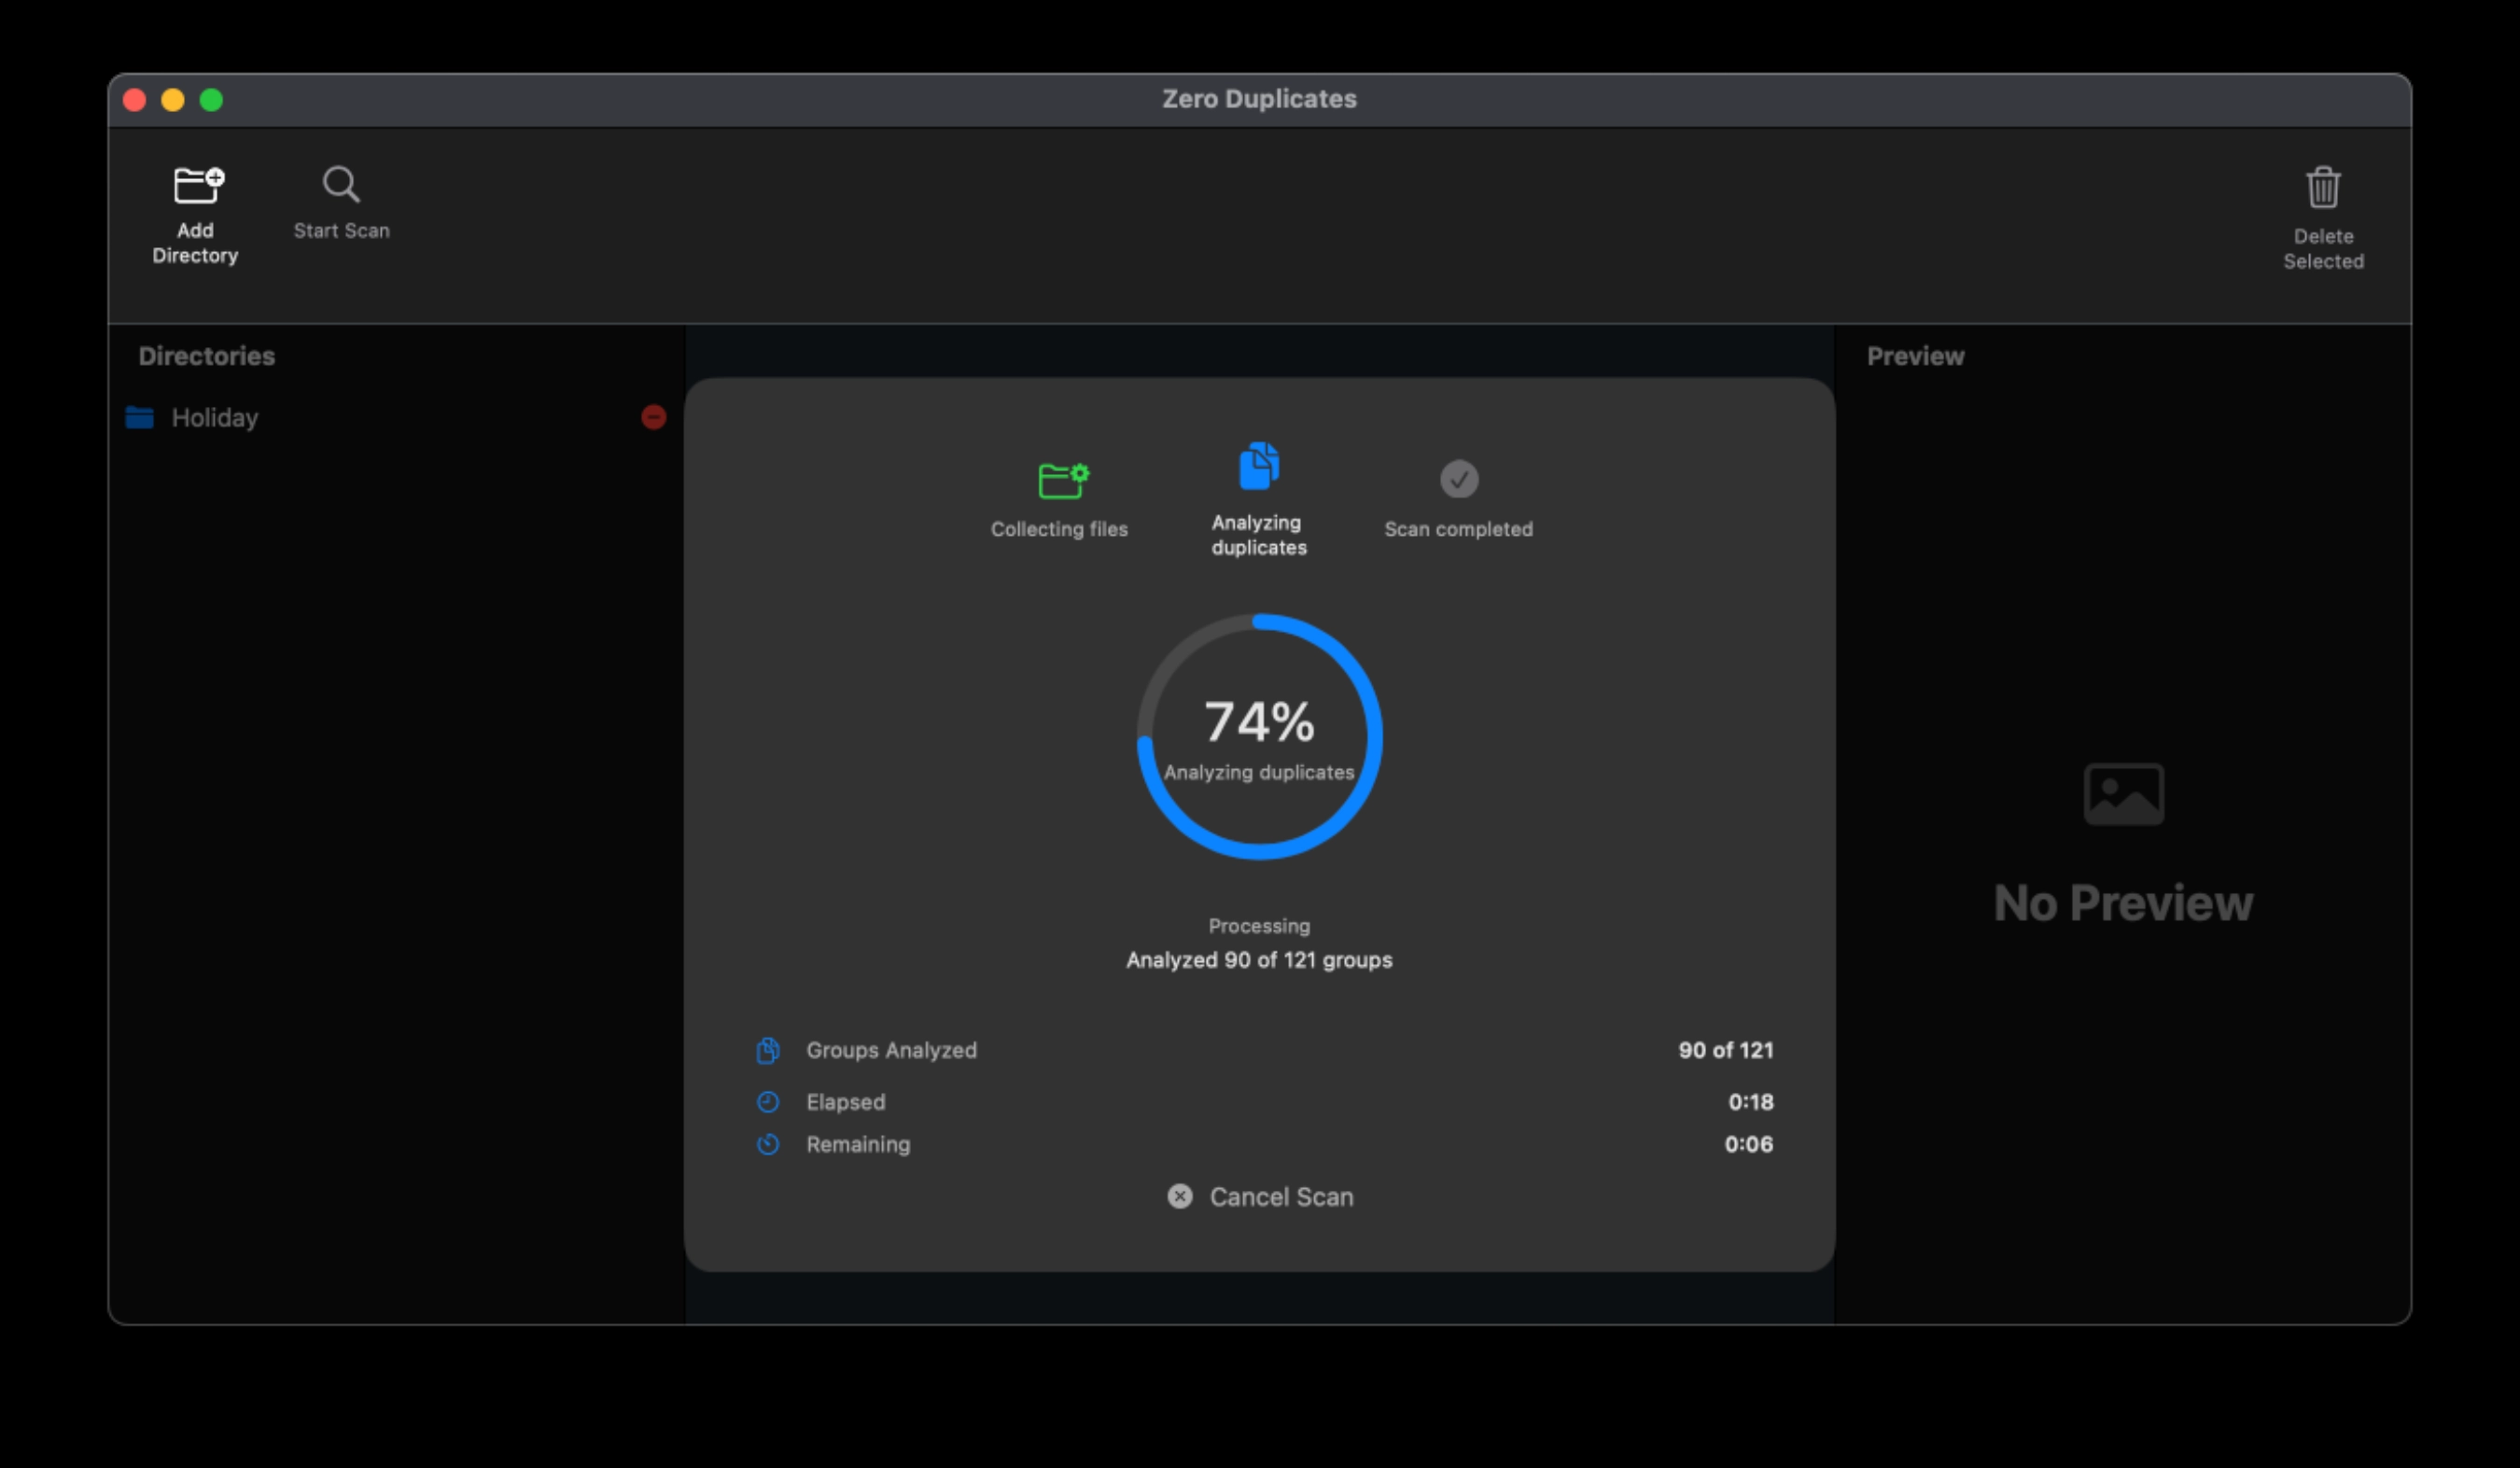 Zero Duplicates
Add
Directory
Start Scan
Delete
Selected
Directories
Holiday
Collecting files
Analyzing
duplicates
Scan completed
74%
Analyzing duplicates
Processing
Analyzed 90 of 121 groups
Groups Analyzed 90 of 121
Elapsed 0:18
Remaining 0:06
Cancel Scan
Preview
No Preview